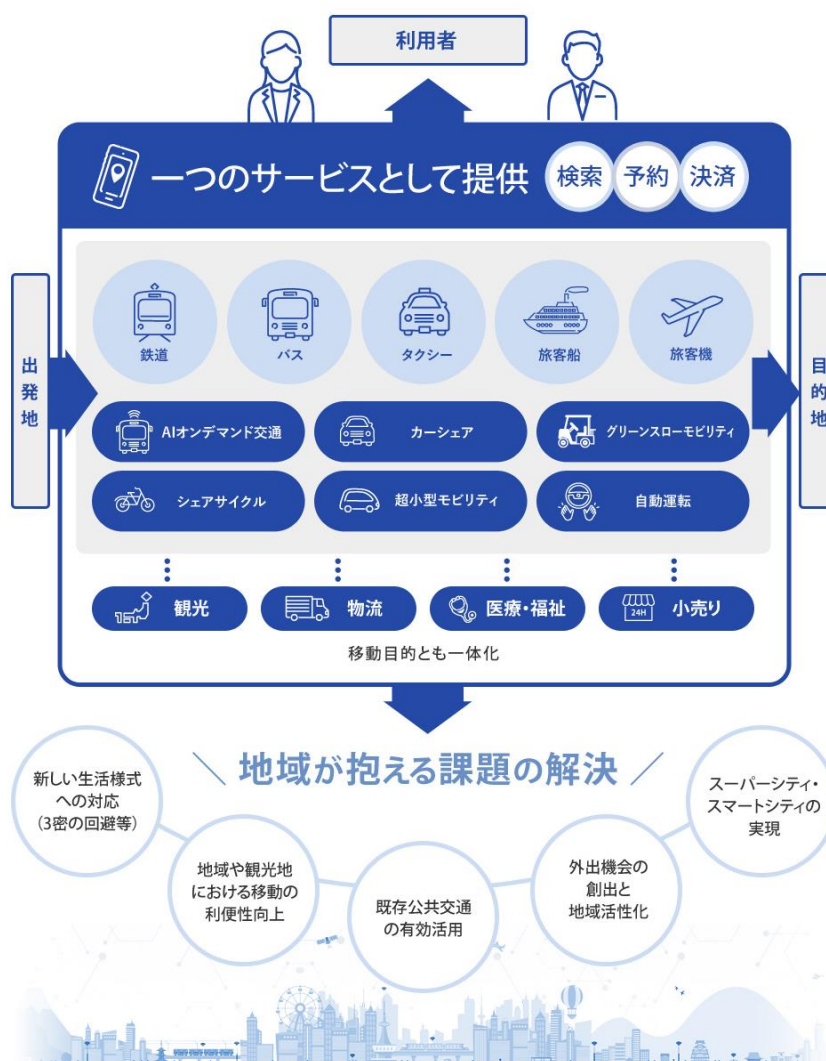 利用者
一つのサービスとして提供
検索
予約
決済
出発地
目的地
鉄道
バス
タクシー
旅客船
旅客機
AIオンデマンド交通
カーシェア
グリーンスローモビリティ
シェアサイクル
超小型モビリティ
自動運転
観光
物流
医療・福祉
24H
小売り
移動目的とも一体化
地域が抱える課題の解決
新しい生活様式
への対応
(3密の回避等)
地域や観光地
における移動の
利便性向上
既存公共交通
の有効活用
外出機会の
創出と
地域活性化
スーパーシティ・
スマートシティの
実現